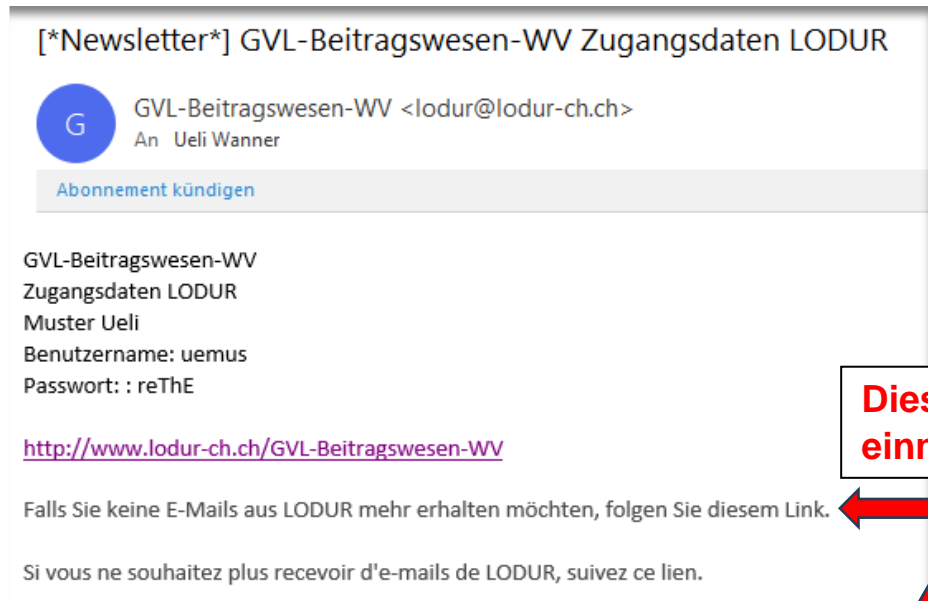 [*Newsletter*] GVL-Beitragswesen-WV Zugangsdaten LODUR
G
GVL-Beitragswesen-WV <lodur@lodur-ch.ch>
An Ueli Wanner
Abonnement kündigen
GVL-Beitragswesen-WV
Zugangsdaten LODUR
Muster Ueli
Benutzername: uemus
Passwort: : reThE
http://www.lodur-ch.ch/GVL-Beitragswesen-WV
Falls Sie keine E-Mails aus LODUR mehr erhalten möchten, folgen Sie diesem Link.
Si vous ne souhaitez plus recevoir d'e-mails de LODUR, suivez ce lien.